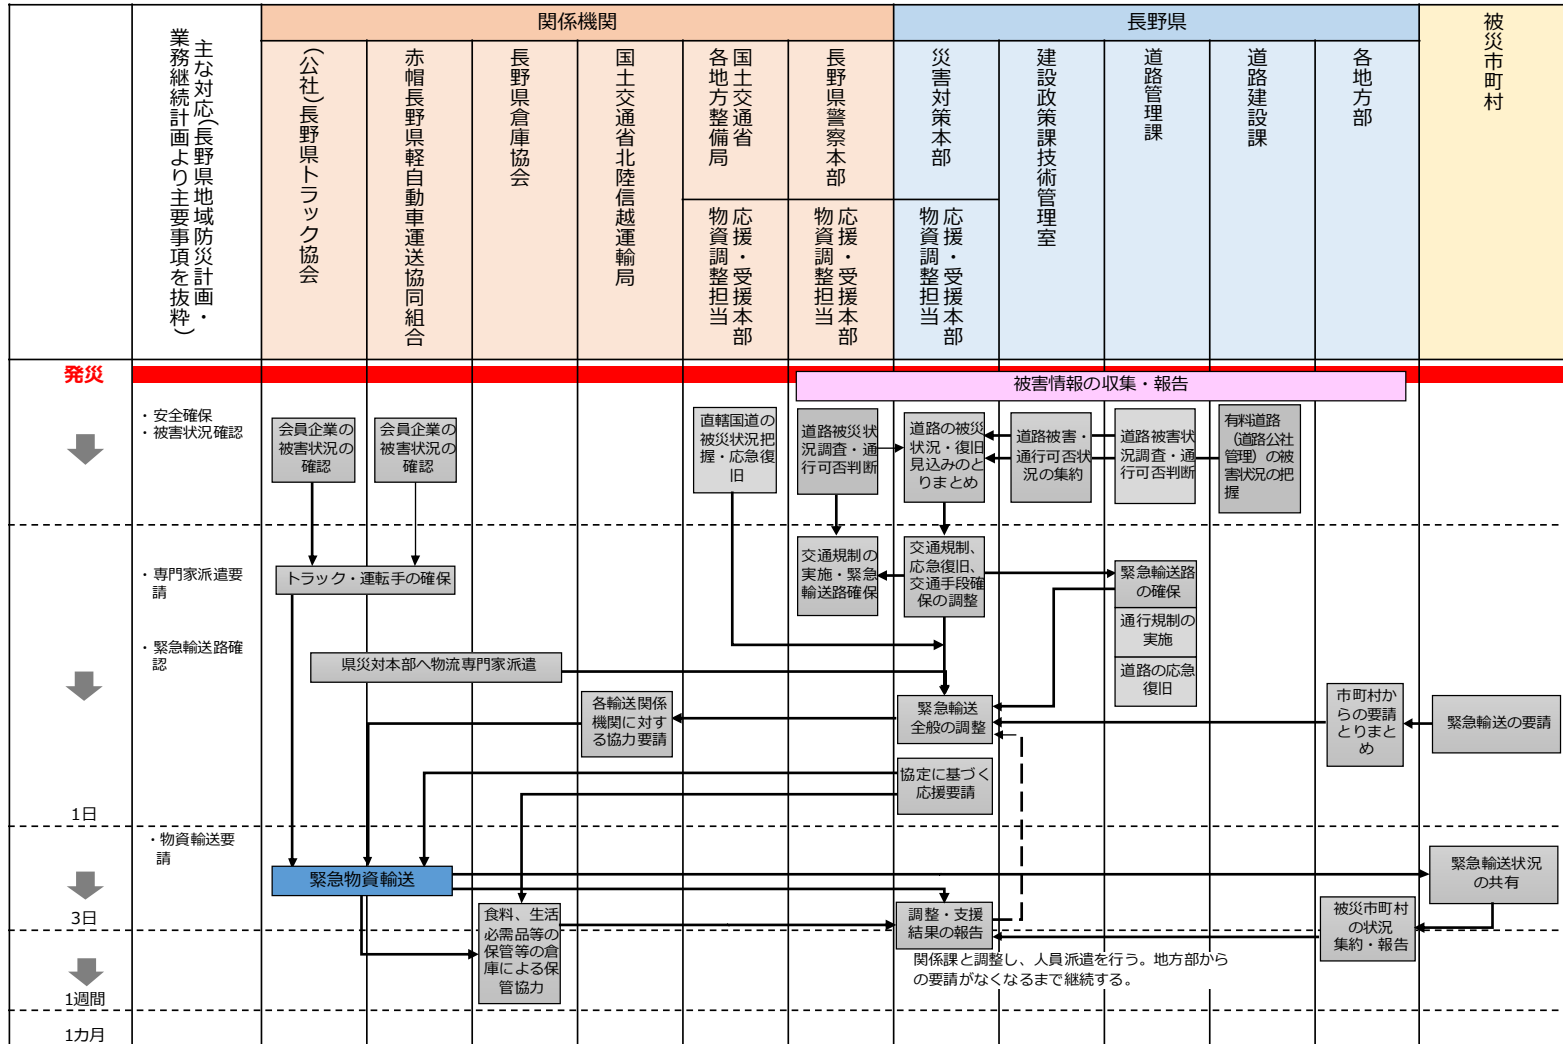 関係機関
長野県
被災市町村
主な対応(長野県地域防災計画・
業務継続計画より主要事項を抜粋)
(公社)長野県トラック協会
赤帽長野県軽自動車運送協同組合
長野県倉庫協会
国土交通省北陸信越運輸局
国土交通省
各地方整備局
長野県警察本部
災害対策本部
建設政策課技術管理室
道路管理課
道路建設課
各地方部
応援・受援本部
物資調整担当
応援・受援本部
物資調整担当
応援・受援本部
物資調整担当
発災
被害情報の収集・報告
・安全確保
・被害状況確認
会員企業の
被害状況の
確認
会員企業の
被害状況の
確認
直轄国道の
被災状況把
握・応急復
旧
道路被災状
況調査・通
行可否判断
道路の被災
状況・復旧
見込みのと
りまとめ
道路被害・
通行可否状
況の集約
道路被害状
況調査・通
行可否判断
有料道路
(道路公社
管理)の被
害状況の把
握
・専門家派遣要
請
トラック・運転手の確保
交通規制の
実施・緊急
輸送路確保
交通規制、
応急復旧、
交通手段確
保の調整
緊急輸送路
の確保
通行規制の
実施
道路の応急
復旧
・緊急輸送路確
認
県災対本部へ物流専門家派遣
各輸送関係
機関に対す
る協力要請
緊急輸送
全般の調整
市町村か
らの要請
とりまと
め
緊急輸送の要請
協定に基づく
応援要請
1日
・物資輸送要
請
緊急物資輸送
緊急輸送状況
の共有
3日
食料、生活
必需品等の
保管等の倉
庫による保
管協力
調整・支援
結果の報告
被災市町村
の状況
集約・報告
関係課と調整し、人員派遣を行う。地方部から
の要請がなくなるまで継続する。
1週間
1カ月